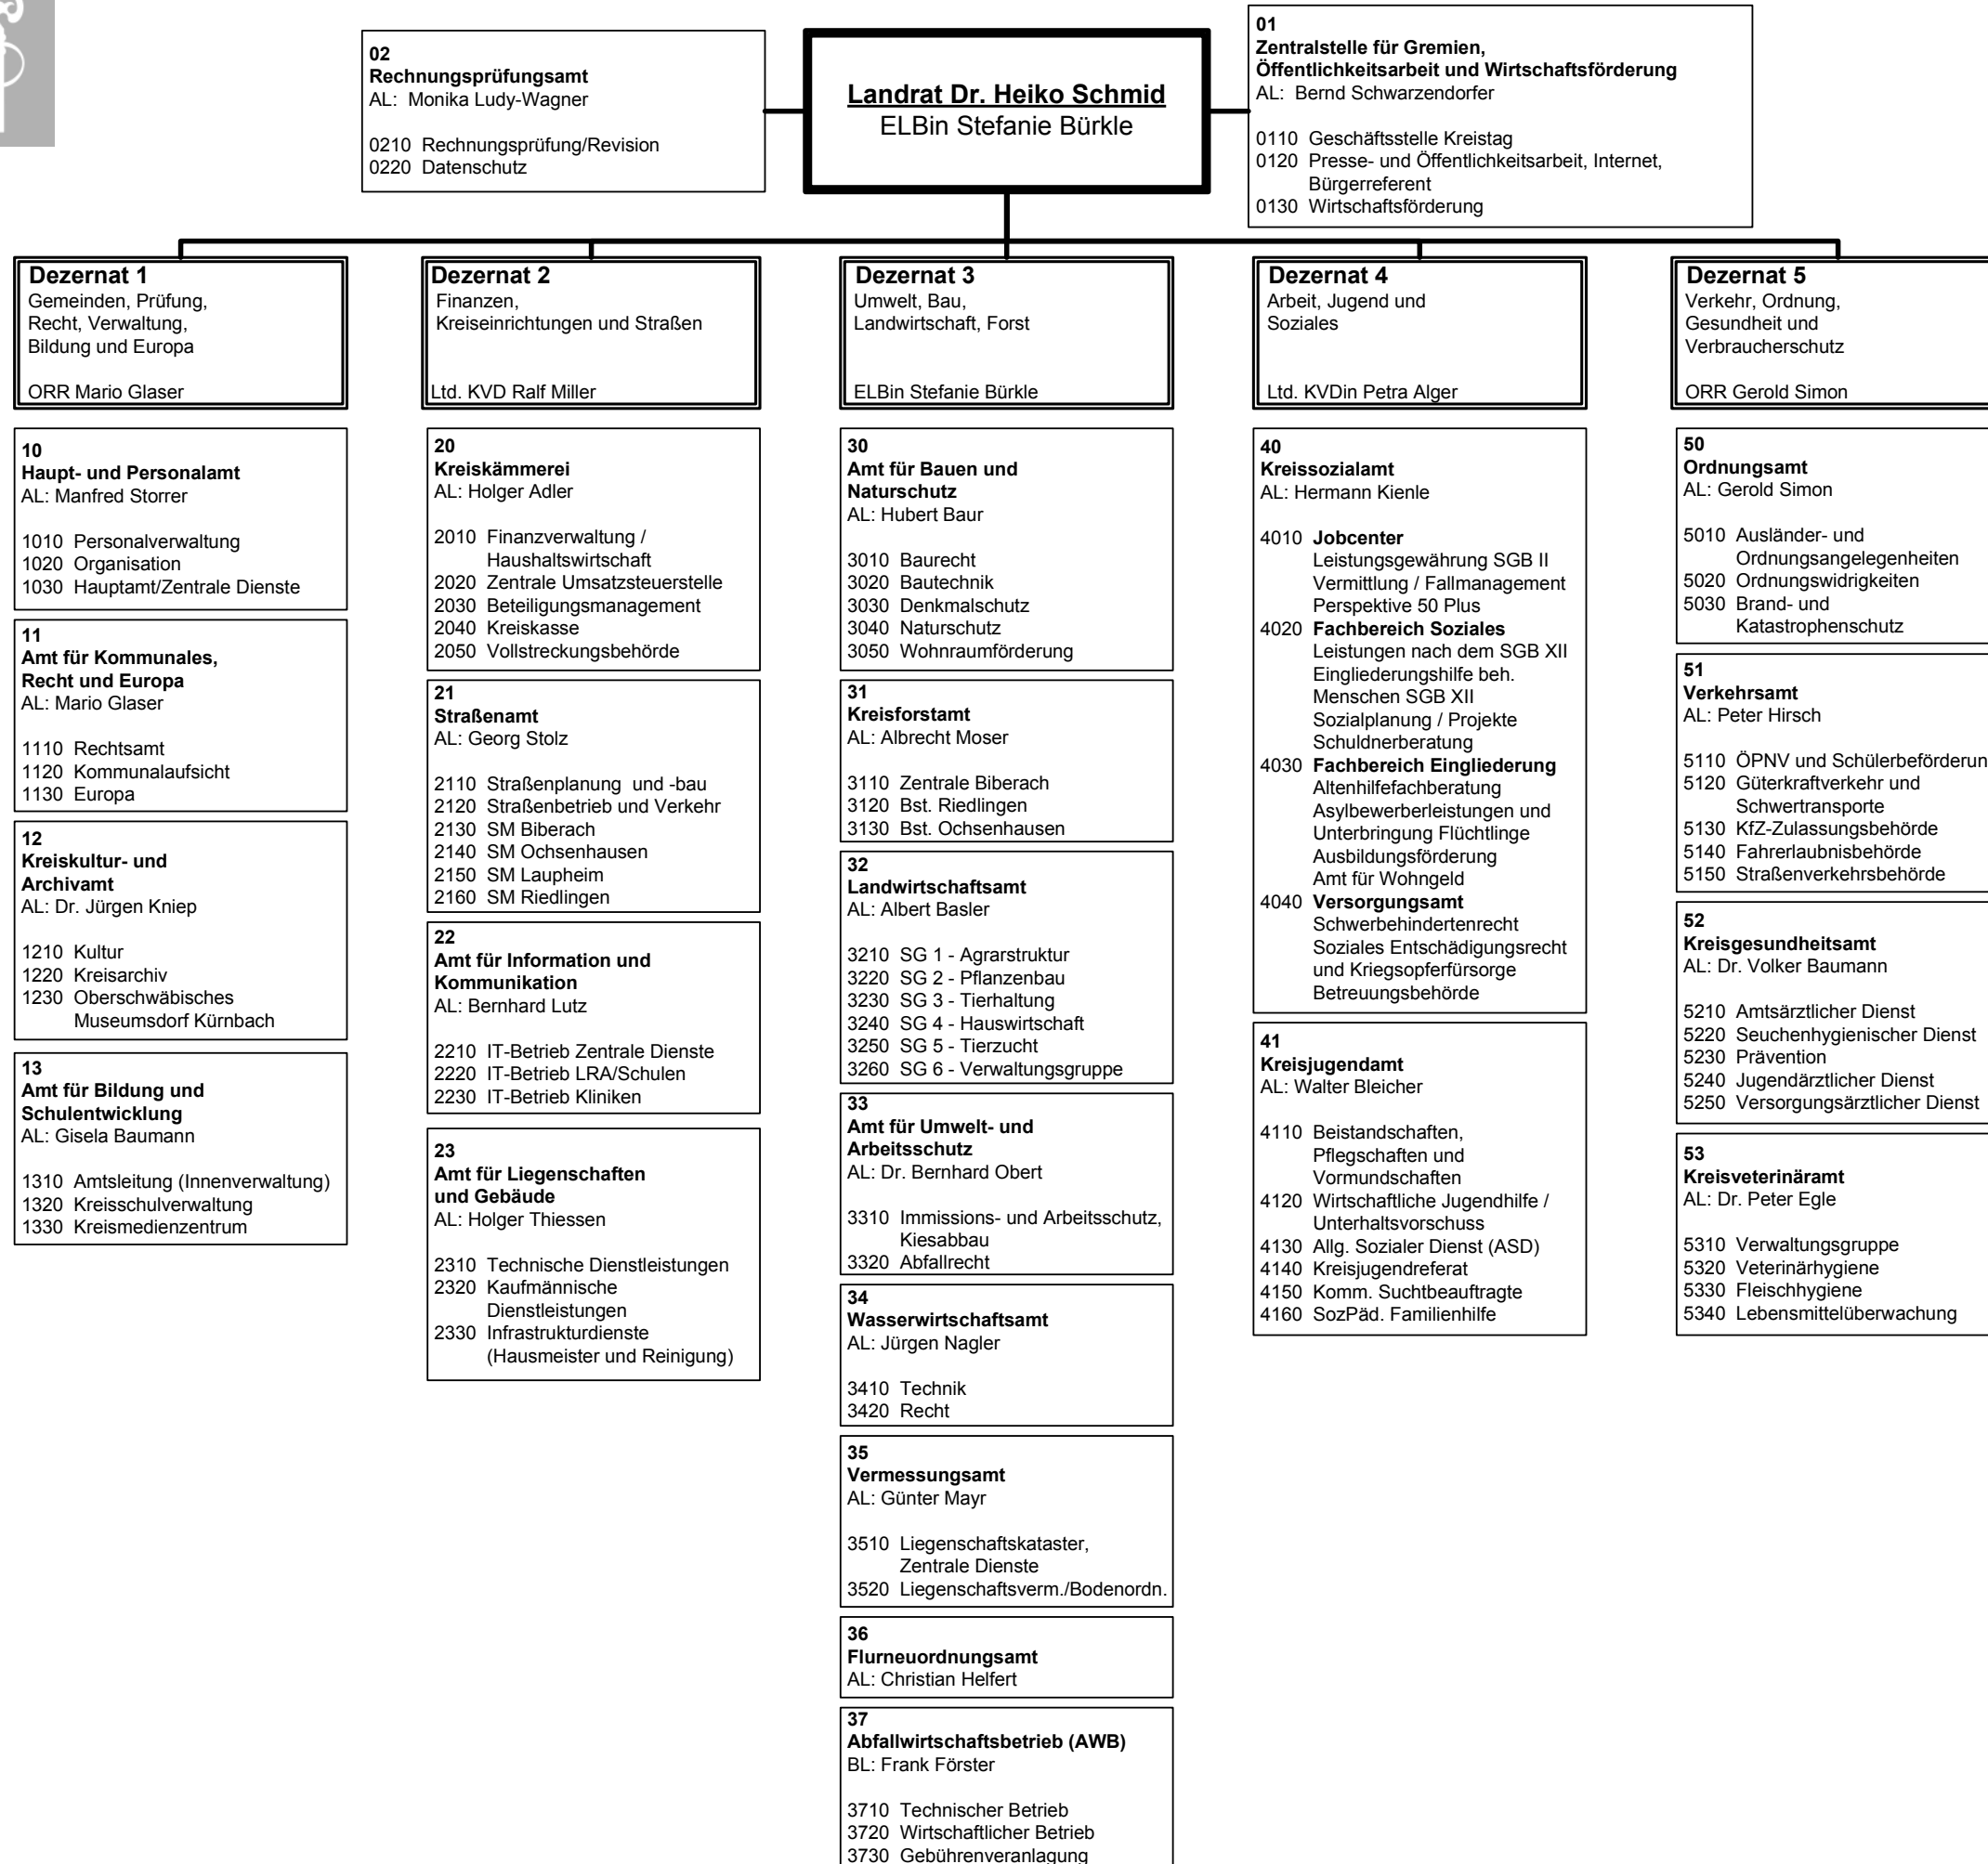 02
Rechnungsprüfungsamt
AL:  Monika Ludy-Wagner
0210  Rechnungsprüfung/Revision
0220  Datenschutz
Landrat Dr. Heiko Schmid
ELBin Stefanie Bürkle
01
Zentralstelle für Gremien,
Öffentlichkeitsarbeit und Wirtschaftsförderung
AL:  Bernd Schwarzendorfer
0110  Geschäftsstelle Kreistag
0120  Presse- und Öffentlichkeitsarbeit, Internet,
Bürgerreferent
0130  Wirtschaftsförderung
Dezernat 1
Gemeinden, Prüfung,
Recht, Verwaltung,
Bildung und Europa
ORR Mario Glaser
10
Haupt- und Personalamt
AL: Manfred Storrer
1010  Personalverwaltung
1020  Organisation
1030  Hauptamt/Zentrale Dienste
11
Amt für Kommunales,
Recht und Europa
AL: Mario Glaser
1110  Rechtsamt
1120  Kommunalaufsicht
1130  Europa
12
Kreiskultur- und
Archivamt
AL: Dr. Jürgen Kniep
1210  Kultur
1220  Kreisarchiv
1230  Oberschwäbisches
Museumsdorf Kürnbach
13
Amt für Bildung und
Schulentwicklung
AL: Gisela Baumann
1310  Amtsleitung (Innenverwaltung)
1320  Kreisschulverwaltung
1330  Kreismedienzentrum
Dezernat 2
Finanzen,
Kreiseinrichtungen und Straßen
Ltd. KVD Ralf Miller
20
Kreiskämmerei
AL: Holger Adler
2010  Finanzverwaltung /
Haushaltswirtschaft
2020  Zentrale Umsatzsteuerstelle
2030  Beteiligungsmanagement
2040  Kreiskasse
2050  Vollstreckungsbehörde
21
Straßenamt
AL: Georg Stolz
2110  Straßenplanung  und -bau
2120  Straßenbetrieb und Verkehr
2130  SM Biberach
2140  SM Ochsenhausen
2150  SM Laupheim
2160  SM Riedlingen
22
Amt für Information und
Kommunikation
AL: Bernhard Lutz
2210  IT-Betrieb Zentrale Dienste
2220  IT-Betrieb LRA/Schulen
2230  IT-Betrieb Kliniken
23
Amt für Liegenschaften
und Gebäude
AL: Holger Thiessen
2310  Technische Dienstleistungen
2320  Kaufmännische
Dienstleistungen
2330  Infrastrukturdienste
(Hausmeister und Reinigung)
Dezernat 3
Umwelt, Bau,
Landwirtschaft, Forst
ELBin Stefanie Bürkle
30
Amt für Bauen und
Naturschutz
AL: Hubert Baur
3010  Baurecht
3020  Bautechnik
3030  Denkmalschutz
3040  Naturschutz
3050  Wohnraumförderung
31
Kreisforstamt
AL: Albrecht Moser
3110  Zentrale Biberach
3120  Bst. Riedlingen
3130  Bst. Ochsenhausen
32
Landwirtschaftsamt
AL: Albert Basler
3210  SG 1 - Agrarstruktur
3220  SG 2 - Pflanzenbau
3230  SG 3 - Tierhaltung
3240  SG 4 - Hauswirtschaft
3250  SG 5 - Tierzucht
3260  SG 6 - Verwaltungsgruppe
33
Amt für Umwelt- und
Arbeitsschutz
AL: Dr. Bernhard Obert
3310  Immissions- und Arbeitsschutz,
Kiesabbau
3320  Abfallrecht
34
Wasserwirtschaftsamt
AL: Jürgen Nagler
3410  Technik
3420  Recht
35
Vermessungsamt
AL: Günter Mayr
3510  Liegenschaftskataster,
Zentrale Dienste
3520  Liegenschaftsverm./Bodenordn.
36
Flurneuordnungsamt
AL: Christian Helfert
37
Abfallwirtschaftsbetrieb (AWB)
BL: Frank Förster
3710  Technischer Betrieb
3720  Wirtschaftlicher Betrieb
3730  Gebührenveranlagung
Dezernat 4
Arbeit, Jugend und
Soziales
Ltd. KVDin Petra Alger
40
Kreissozialamt
AL: Hermann Kienle
4010  Jobcenter
Leistungsgewährung SGB II
Vermittlung / Fallmanagement
Perspektive 50 Plus
4020  Fachbereich Soziales
Leistungen nach dem SGB XII
Eingliederungshilfe beh.
Menschen SGB XII
Sozialplanung / Projekte
Schuldnerberatung
4030  Fachbereich Eingliederung
Altenhilfefachberatung
Asylbewerberleistungen und
Unterbringung Flüchtlinge
Ausbildungsförderung
Amt für Wohngeld
4040  Versorgungsamt
Schwerbehindertenrecht
Soziales Entschädigungsrecht
und Kriegsopferfürsorge
Betreuungsbehörde
41
Kreisjugendamt
AL: Walter Bleicher
4110  Beistandschaften,
Pflegschaften und
Vormundschaften
4120  Wirtschaftliche Jugendhilfe /
Unterhaltsvorschuss
4130  Allg. Sozialer Dienst (ASD)
4140  Kreisjugendreferat
4150  Komm. Suchtbeauftragte
4160  SozPäd. Familienhilfe
Dezernat 5
Verkehr, Ordnung,
Gesundheit und
Verbraucherschutz
ORR Gerold Simon
50
Ordnungsamt
AL: Gerold Simon
5010  Ausländer- und
Ordnungsangelegenheiten
5020  Ordnungswidrigkeiten
5030  Brand- und
Katastrophenschutz
51
Verkehrsamt
AL: Peter Hirsch
5110  ÖPNV und Schülerbeförderun
5120  Güterkraftverkehr und
Schwertransporte
5130  KfZ-Zulassungsbehörde
5140  Fahrerlaubnisbehörde
5150  Straßenverkehrsbehörde
52
Kreisgesundheitsamt
AL: Dr. Volker Baumann
5210  Amtsärztlicher Dienst
5220  Seuchenhygienischer Dienst
5230  Prävention
5240  Jugendärztlicher Dienst
5250  Versorgungsärztlicher Dienst
53
Kreisveterinäramt
AL: Dr. Peter Egle
5310  Verwaltungsgruppe
5320  Veterinärhygiene
5330  Fleischhygiene
5340  Lebensmittelüberwachung